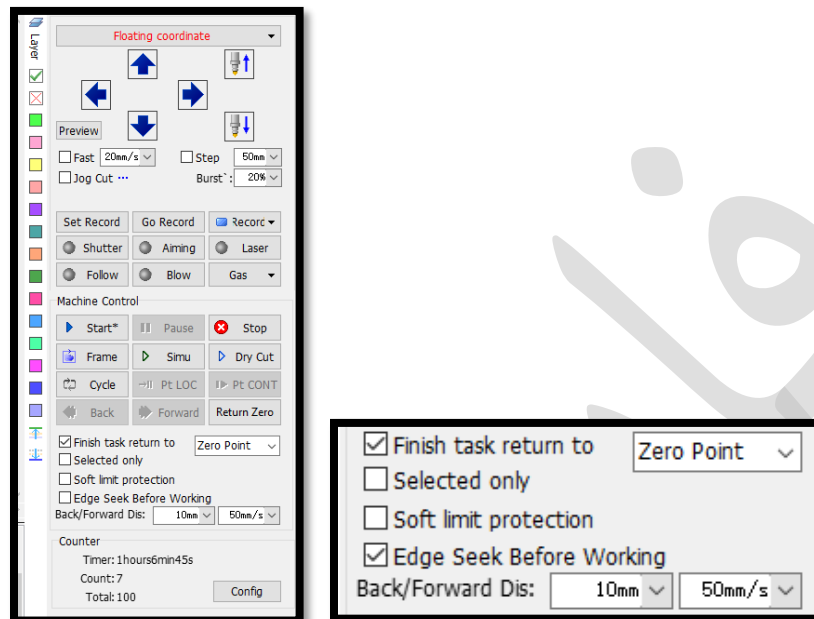 Layer
Floating coordinate
Preview
Fast 20mm/s Step 50mm
Jog Cut ··· Burst`: 20%
Set Record Go Record Record
Shutter Aiming Laser
Follow Blow Gas
Machine Control
Start* Pause Stop
Frame Simu Dry Cut
Cycle Pt LOC Pt CONT
Back Forward Return Zero
Finish task return to Zero Point
Selected only
Soft limit protection
Edge Seek Before Working
Back/Forward Dis: 10mm 50mm/s
Counter
Timer: 1hours6min45s
Count: 7
Total: 100 Config
Finish task return to Zero Point
Selected only
Soft limit protection
Edge Seek Before Working
Back/Forward Dis: 10mm 50mm/s